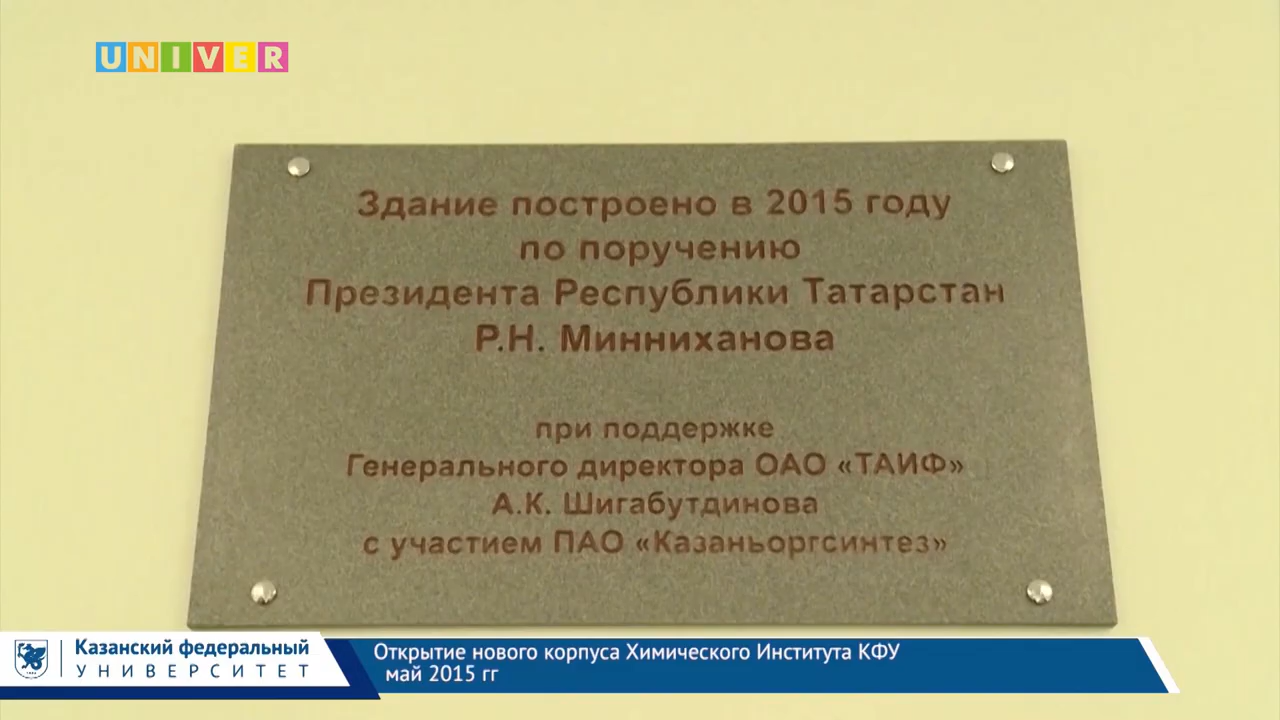 UNIVER
Здание построено в 2015 году
по поручению
Президента Республики Татарстан
Р.Н. Минниханова
при поддержке
Генерального директора ОАО «ТАИФ»
А.К. Шигабутдинова
с участием ПАО «Казаньоргсинтез»
Казанский федеральный
УНИВЕРСИТЕТ
Открытие нового корпуса Химического Института КФУ
май 2015 гг